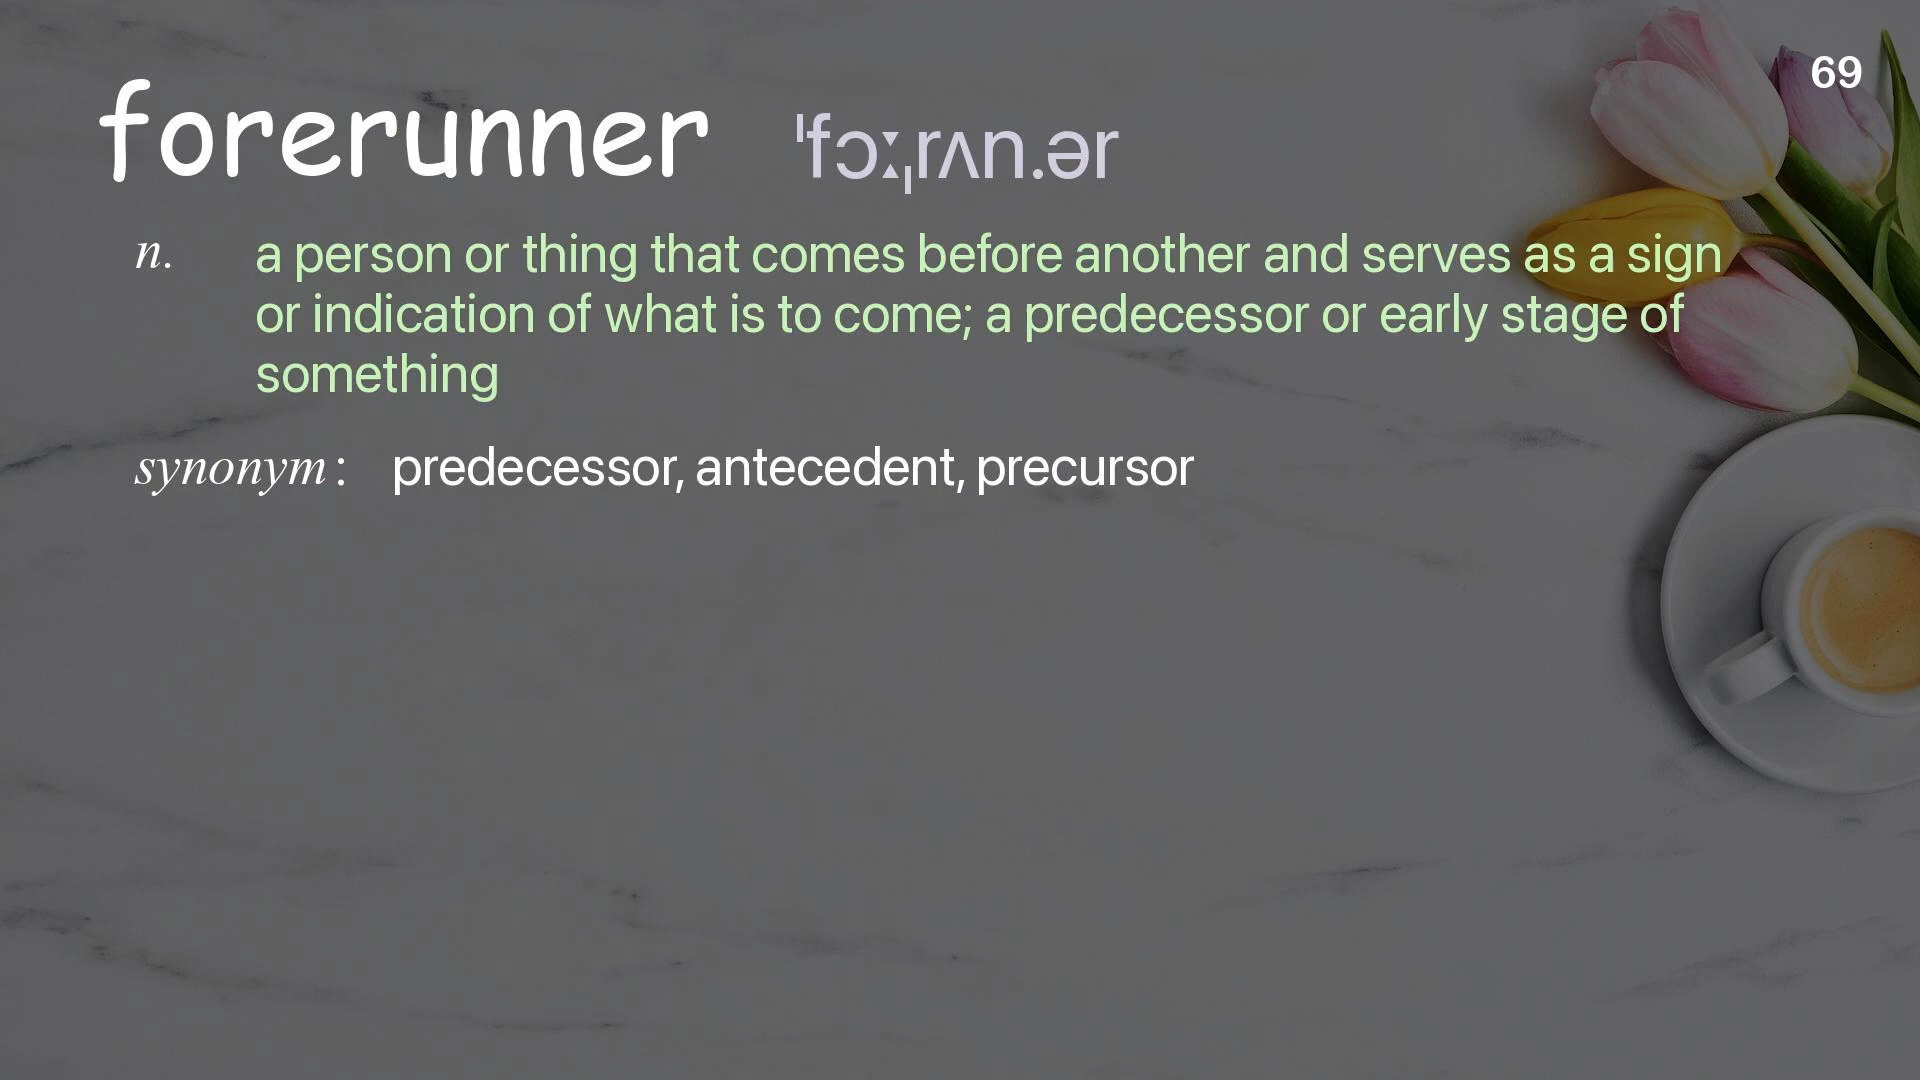 69
forerunner ˈfɔːˌrʌn.ər
n. a person or thing that comes before another and serves as a sign
or indication of what is to come; a predecessor or early stage of
something
synonym: predecessor, antecedent, precursor